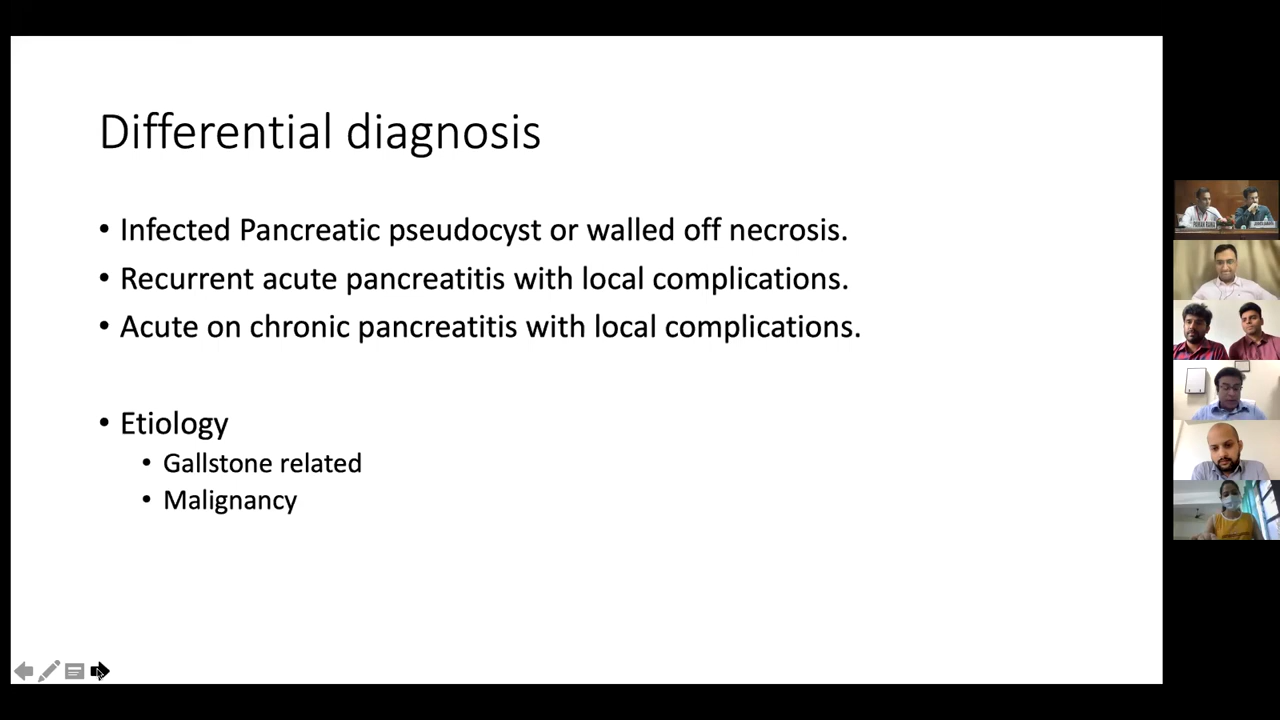 Differential diagnosis
• Infected Pancreatic pseudocyst or walled off necrosis.
• Recurrent acute pancreatitis with local complications.
• Acute on chronic pancreatitis with local complications.
• Etiology
• Gallstone related
• Malignancy